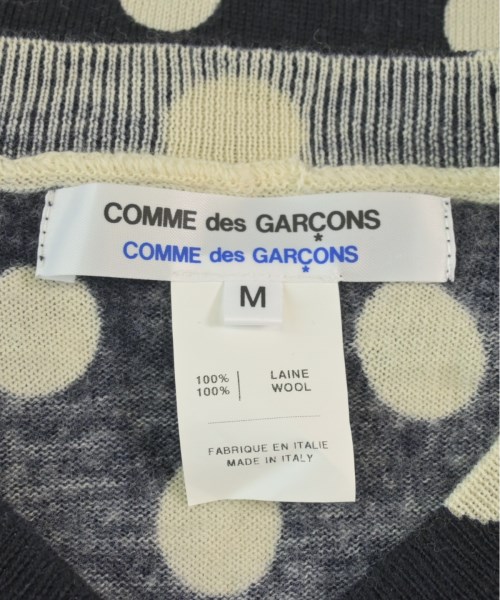 COMME des GARÇONS
COMME des GARÇONS
M
100% LAINE
100% WOOL
FABRIQUE EN ITALIE
MADE IN ITALY